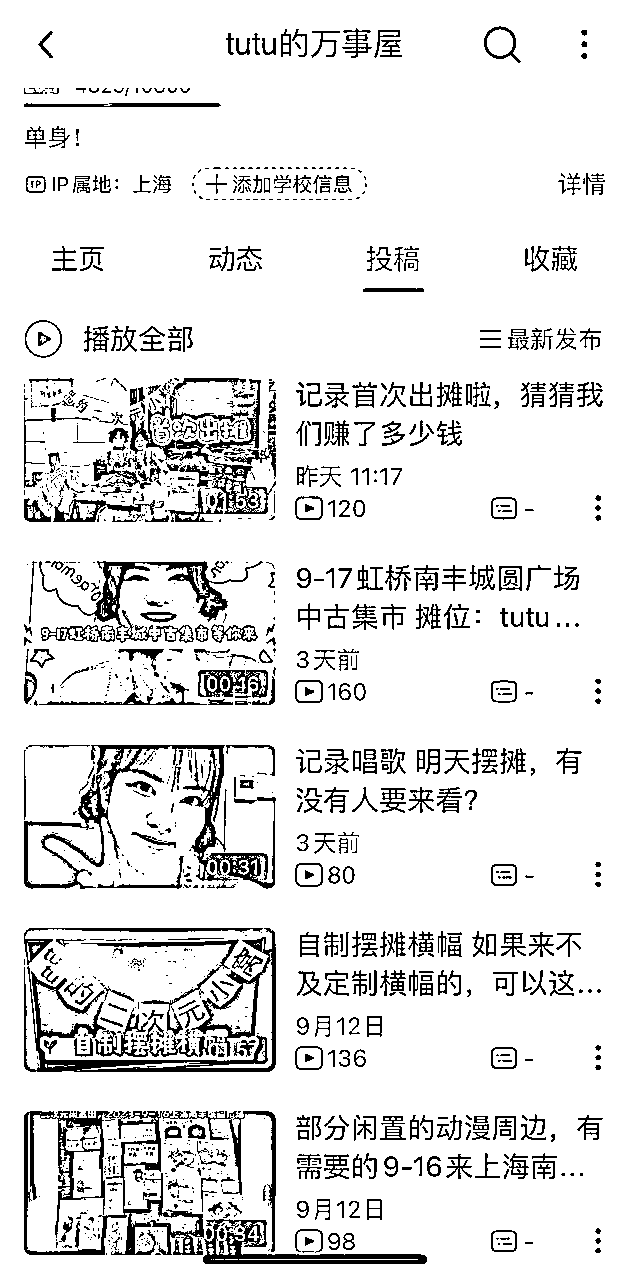 tutu的万事屋
单身！
IP属地：上海
添加学校信息
详情
主页
动态
投稿
收藏
播放全部
最新发布
首次出摊
01:53
记录首次出摊啦，猜猜我
们赚了多少钱
昨天 11:17
120
-
9-17虹桥南丰城中古集市等你来
00:16
9-17虹桥南丰城圆广场
中古集市 摊位：tutu...
3天前
160
-
00:31
记录唱歌 明天摆摊，有
没有人要来看？
3天前
80
-
tutu的二次元小窝
自制摆摊横幅
自制摆摊横幅 如果来不
及定制横幅的，可以这...
9月12日
136
-
部分闲置的动漫周边，有
需要的9-16来上海南...
9月12日
98
-